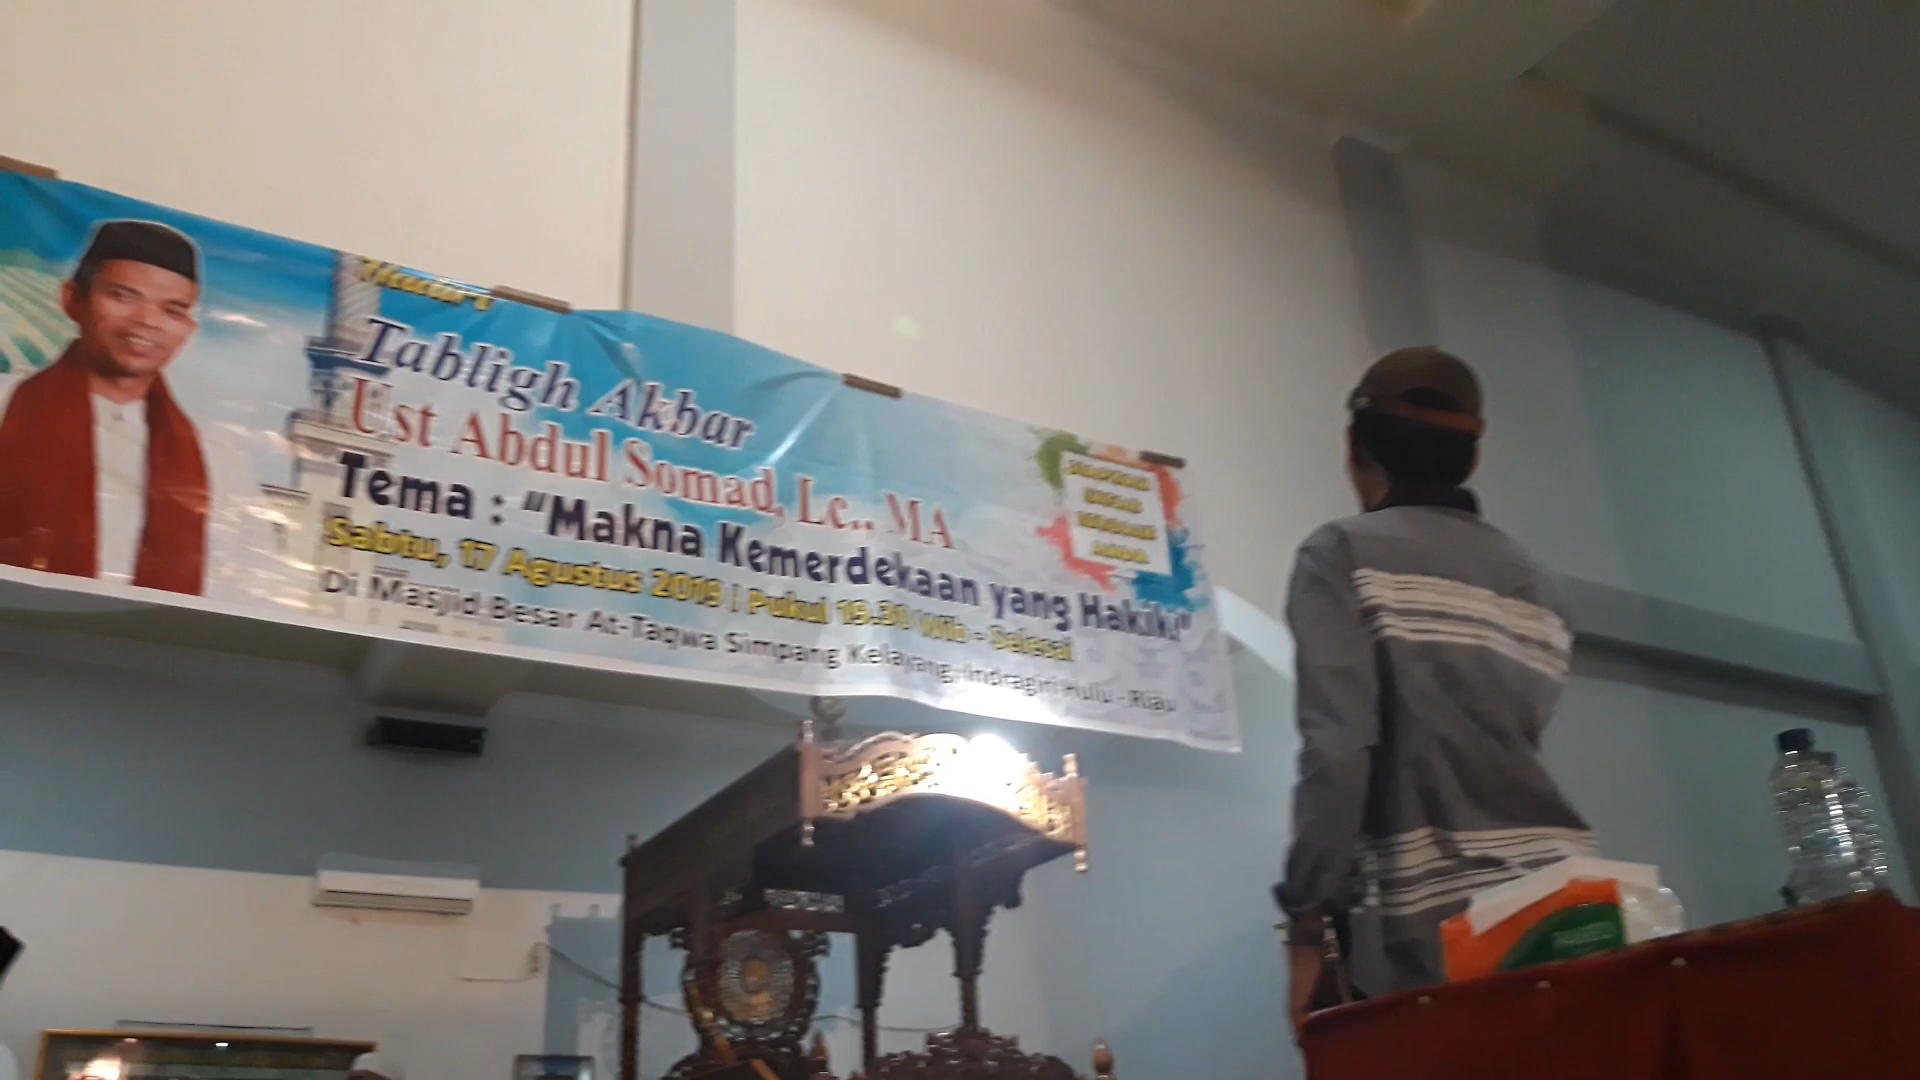 Hadiri
Tabligh Akbar
Ust Abdul Somad, Lc., MA
Tema : "Makna Kemerdekaan yang Hakiki"
Sabtu, 17 Agustus 2019 | Pukul 19.30 Wib - Selesai
Di Masjid Besar At-Taqwa Simpang Kelayang, Indragiri Hulu - Riau